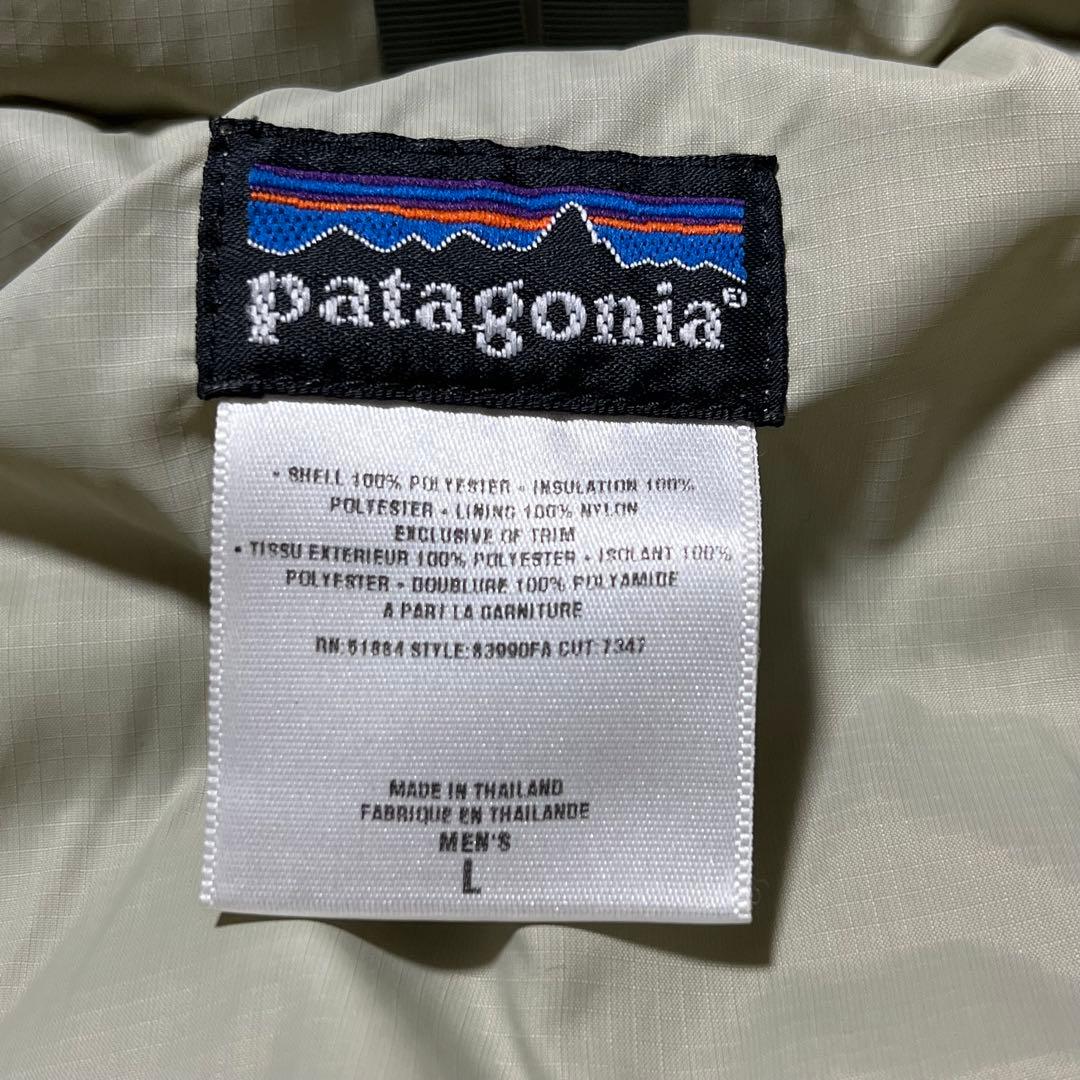 patagonia®
• SHELL 100% POLYESTER • INSULATION 100%
POLYESTER • LINING 100% NYLON
EXCLUSIVE OF TRIM
• TISSU EXTERIEUR 100% POLYESTER • ISOLANT 100%
POLYESTER • DOUBLURE 100% POLYAMIDE
A PART LA GARNITURE
RN:51884 STYLE:83990FA CUT:7347
MADE IN THAILAND
FABRIQUE EN THAILANDE
MEN'S
L